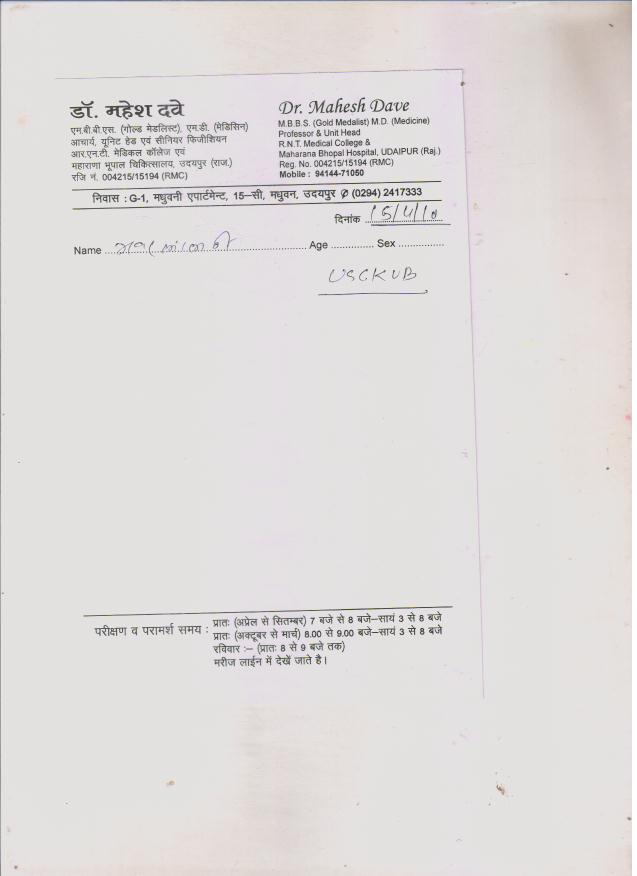 डॉ. महेश दवे
एम.बी.बी.एस. (गोल्ड मेडलिस्ट), एम.डी. (मेडिसिन)
आचार्य, यूनिट हेड एवं सीनियर फिजीशियन
आर.एन.टी. मेडिकल कॉलेज एवं
महाराणा भूपाल चिकित्सालय, उदयपुर (राज.)
रजि नं. 004215/15194 (RMC)
Dr. Mahesh Dave
M.B.B.S. (Gold Medalist) M.D. (Medicine)
Professor & Unit Head
R.N.T. Medical College &
Maharana Bhopal Hospital, UDAIPUR (Raj.)
Reg. No. 004215/15194 (RMC)
Mobile : 94144-71050
निवास : G-1, मधुवनी एपार्टमेन्ट, 15–सी, मधुवन, उदयपुर ✆ (0294) 2417333
दिनांक 15/4/10
Name Age Sex
USG KUB
परीक्षण व परामर्श समय : प्रातः (अप्रेल से सितम्बर) 7 बजे से 8 बजे–सायं 3 से 8 बजे
प्रातः (अक्टूबर से मार्च) 8.00 से 9.00 बजे–सायं 3 से 8 बजे
रविवार :– (प्रातः 8 से 9 बजे तक)
मरीज लाईन में देखें जाते है।